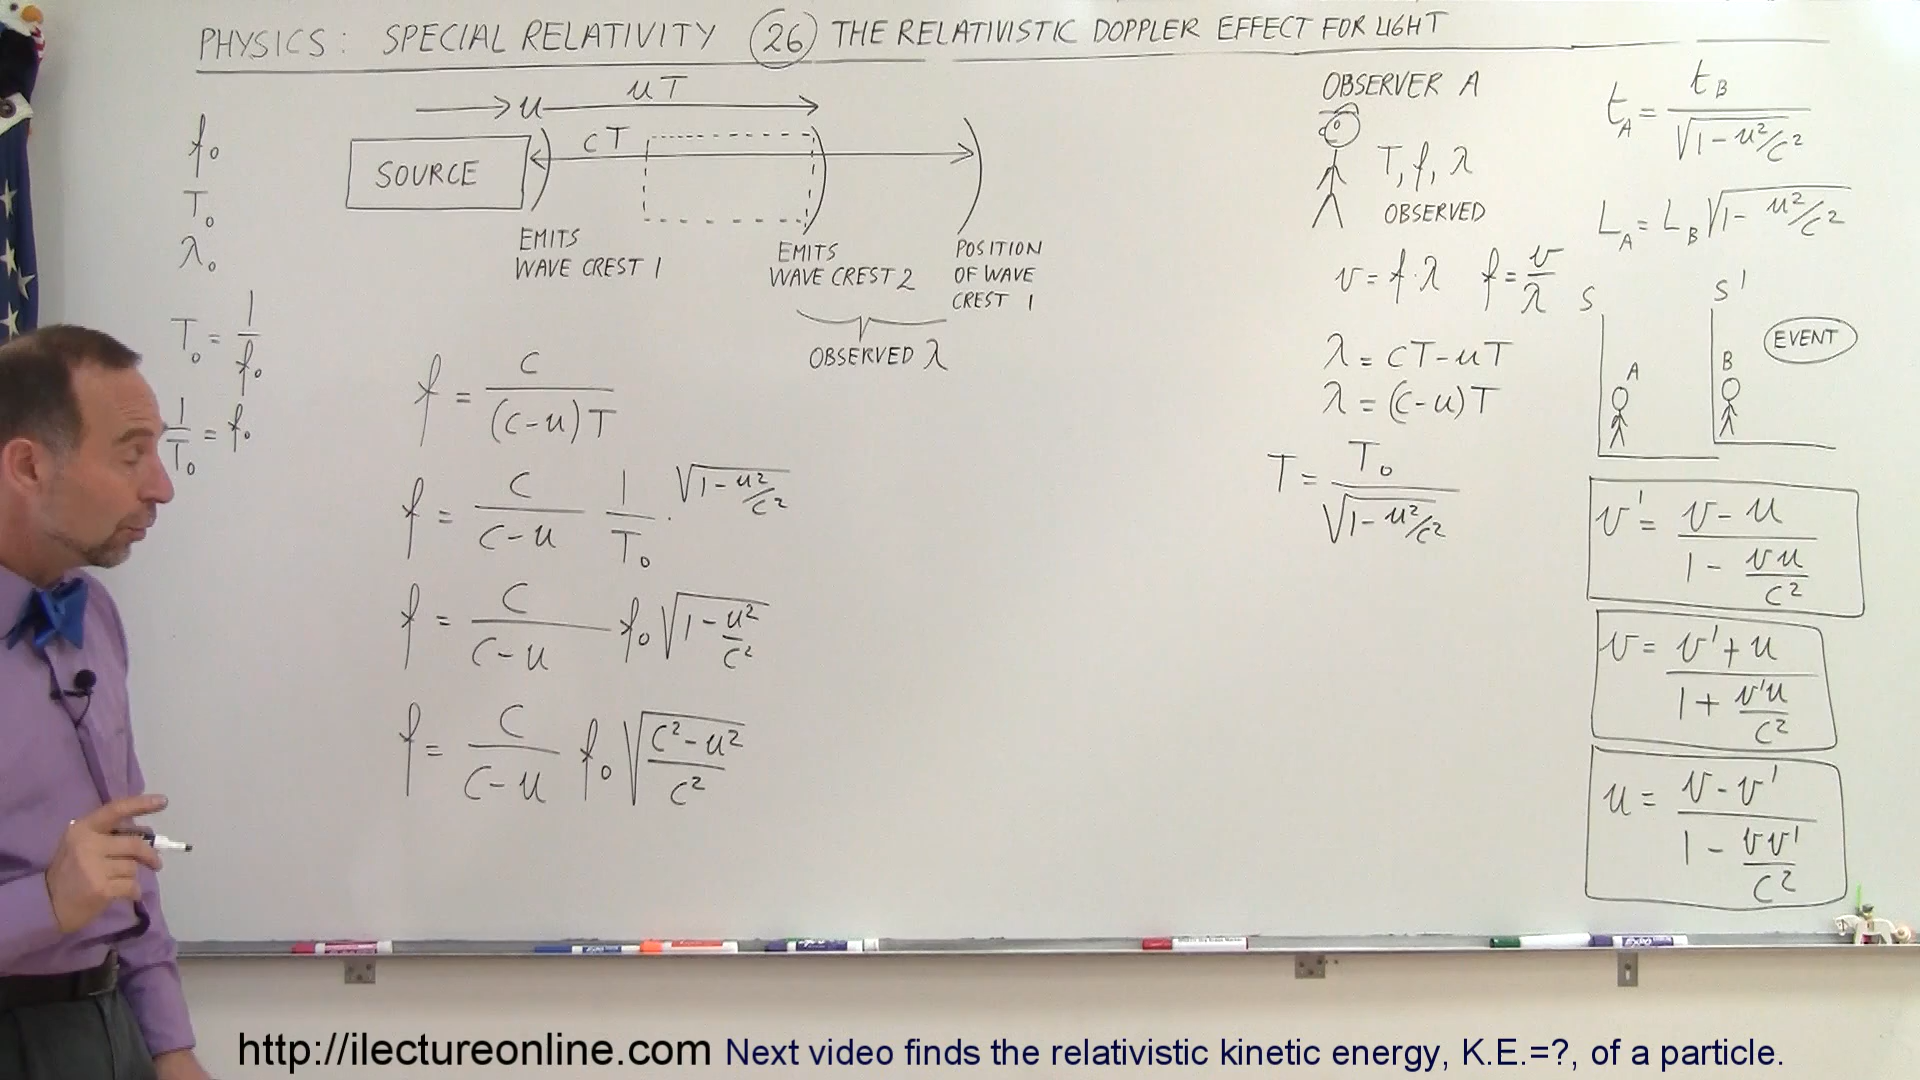 PHYSICS: SPECIAL RELATIVITY 26 THE RELATIVISTIC DOPPLER EFFECT FOR LIGHT
f₀
T₀
λ₀
T₀ = 1/f₀
1/T₀ = f₀
u uT
cT
SOURCE
EMITS
WAVE CREST 1
EMITS
WAVE CREST 2
POSITION
OF WAVE
CREST 1
OBSERVED λ
f = c/((c-u)T)
f = c/(c-u) 1/T₀ · √(1-u²/c²)
f = c/(c-u) f₀ √(1-u²/c²)
f = c/(c-u) f₀ √((c²-u²)/c²)
OBSERVER A
T, f, λ
OBSERVED
v = f·λ f = v/λ
λ = cT-uT
λ = (c-u)T
T = T₀/√(1-u²/c²)
t_A = t_B/√(1-u²/c²)
L_A = L_B √(1-u²/c²)
S S'
EVENT
A B
v' = (v-u)/(1-vu/c²)
v = (v'+u)/(1+v'u/c²)
u = (v-v')/(1-vv'/c²)
http://ilectureonline.com Next video finds the relativistic kinetic energy, K.E.=?, of a particle.